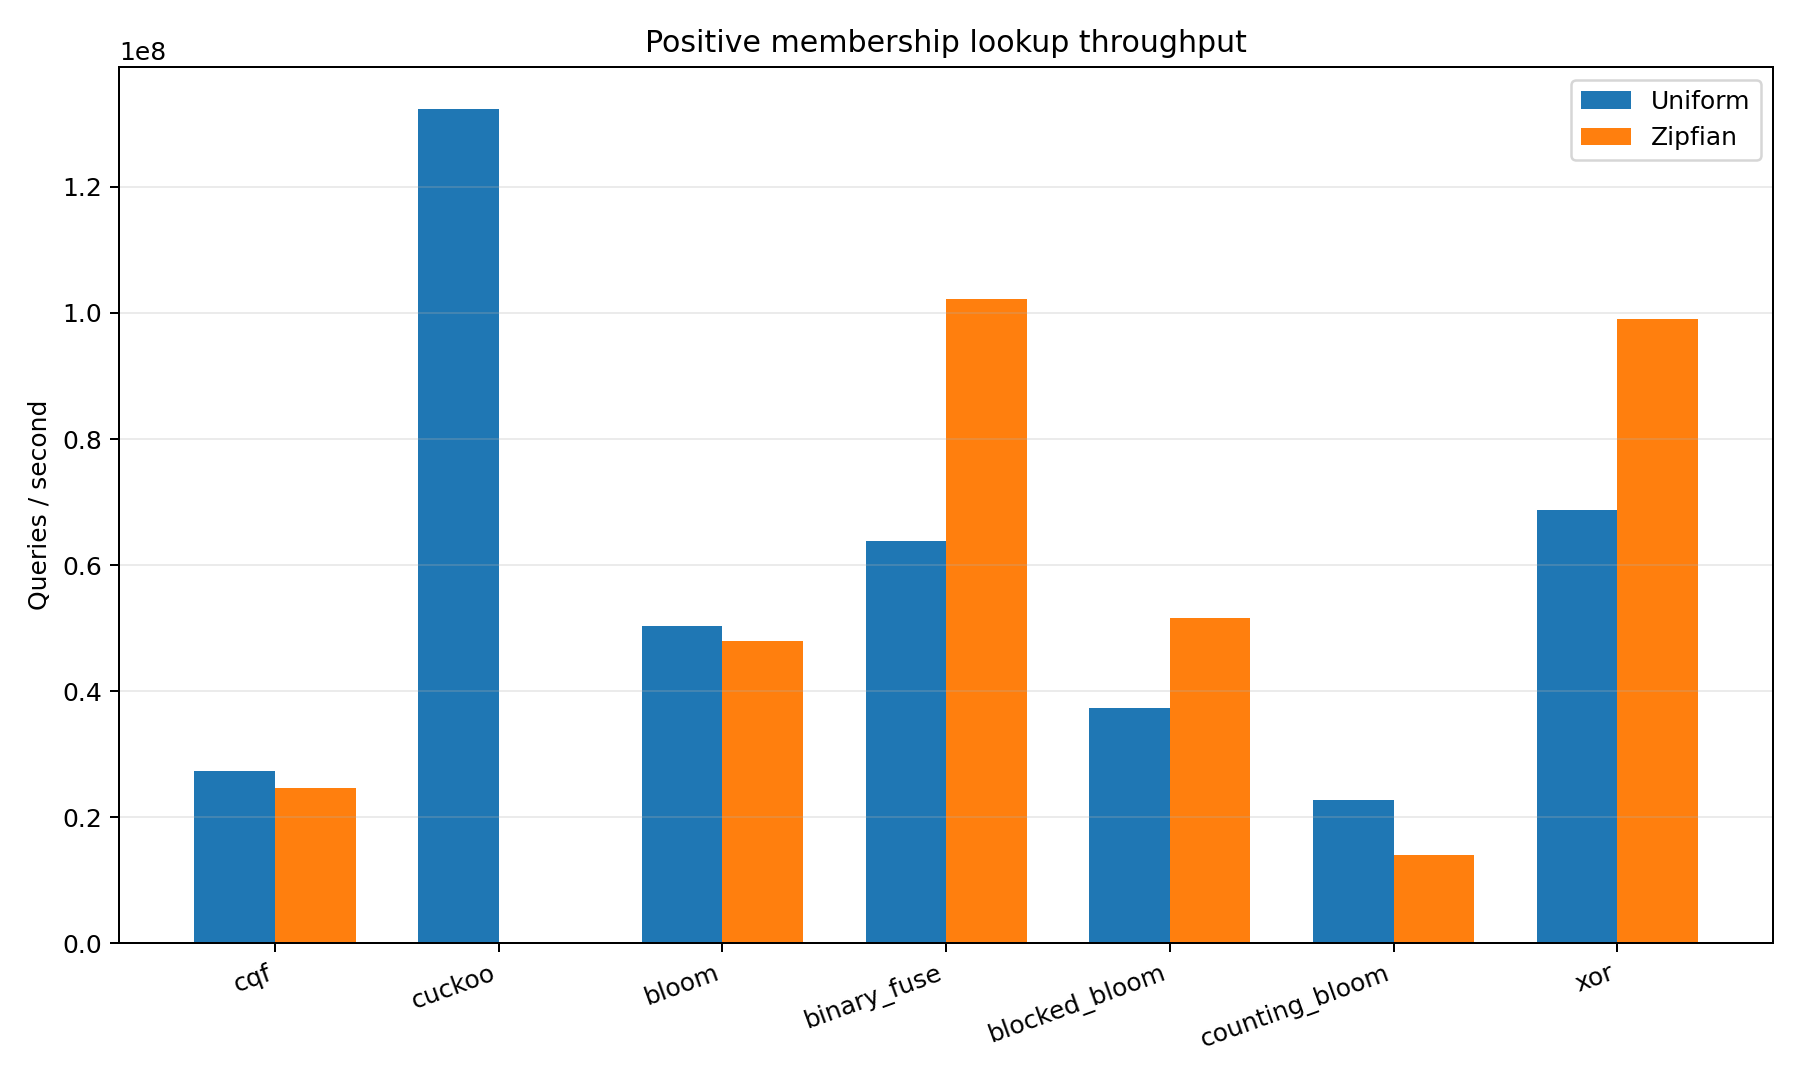 Positive membership lookup throughput
1e8
Uniform
Zipfian
1.2
1.0
0.8
0.6
0.4
0.2
0.0
Queries / second
cqf
cuckoo
bloom
binary_fuse
blocked_bloom
counting_bloom
xor